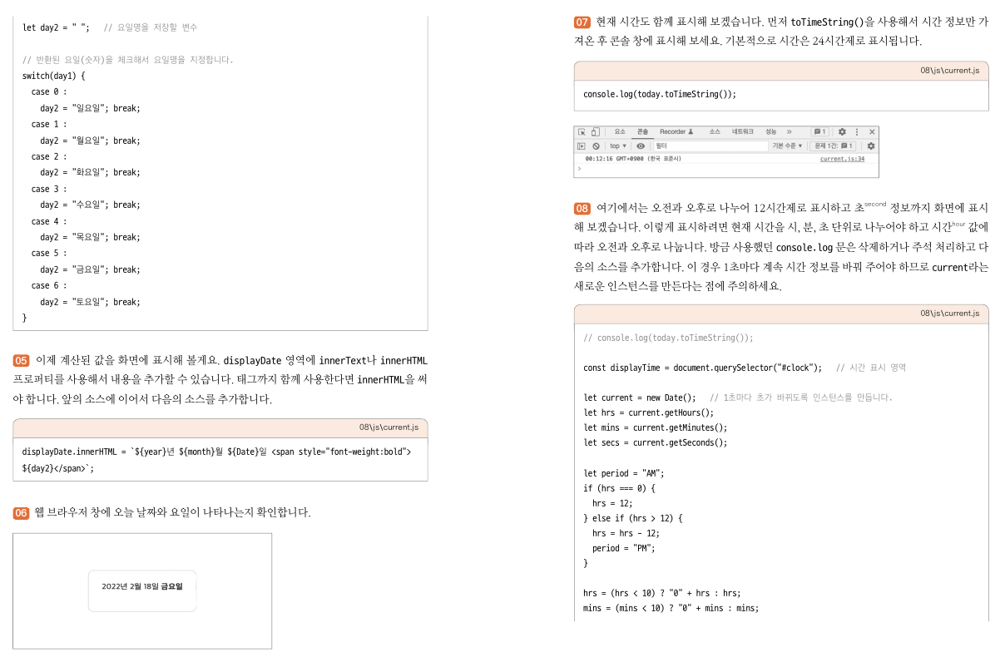 let day2 = " ";   // 요일명을 저장할 변수
// 반환된 요일(숫자)을 체크해서 요일명을 지정합니다.
switch(day1) {
case 0 :
day2 = "일요일"; break;
case 1 :
day2 = "월요일"; break;
case 2 :
day2 = "화요일"; break;
case 3 :
day2 = "수요일"; break;
case 4 :
day2 = "목요일"; break;
case 5 :
day2 = "금요일"; break;
case 6 :
day2 = "토요일"; break;
}
05 이제 계산된 값을 화면에 표시해 볼게요. displayDate 영역에 innerText나 innerHTML
프로퍼티를 사용해서 내용을 추가할 수 있습니다. 태그까지 함께 사용한다면 innerHTML을 써
야 합니다. 앞의 소스에 이어서 다음의 소스를 추가합니다.
08\js\current.js
displayDate.innerHTML = `${year}년 ${month}월 ${Date}일 <span style="font-weight:bold">
${day2}</span>`;
06 웹 브라우저 창에 오늘 날짜와 요일이 나타나는지 확인합니다.
2022년 2월 18일 금요일
07 현재 시간도 함께 표시해 보겠습니다. 먼저 toTimeString()을 사용해서 시간 정보만 가
져온 후 콘솔 창에 표시해 보세요. 기본적으로 시간은 24시간제로 표시됩니다.
08\js\current.js
console.log(today.toTimeString());
요소 콘솔 Recorder 소스 네트워크 성능 » 1
top ▼ 필터 기본 수준 ▼ 문제 1건: 1
00:12:16 GMT+0900 (한국 표준시) current.js:34
›
08 여기에서는 오전과 오후로 나누어 12시간제로 표시하고 초second 정보까지 화면에 표시
해 보겠습니다. 이렇게 표시하려면 현재 시간을 시, 분, 초 단위로 나누어야 하고 시간hour 값에
따라 오전과 오후로 나눕니다. 방금 사용했던 console.log 문은 삭제하거나 주석 처리하고 다
음의 소스를 추가합니다. 이 경우 1초마다 계속 시간 정보를 바꿔 주어야 하므로 current라는
새로운 인스턴스를 만든다는 점에 주의하세요.
08\js\current.js
// console.log(today.toTimeString());
const displayTime = document.querySelector("#clock");   // 시간 표시 영역
let current = new Date();   // 1초마다 초가 바뀌도록 인스턴스를 만듭니다.
let hrs = current.getHours();
let mins = current.getMinutes();
let secs = current.getSeconds();
let period = "AM";
if (hrs === 0) {
hrs = 12;
} else if (hrs > 12) {
hrs = hrs - 12;
period = "PM";
}
hrs = (hrs < 10) ? "0" + hrs : hrs;
mins = (mins < 10) ? "0" + mins : mins;